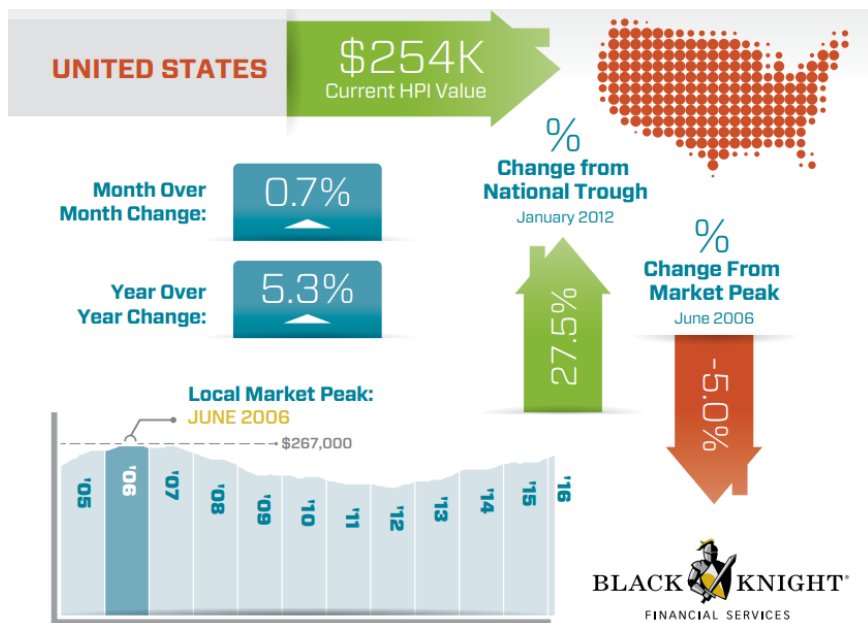 UNITED STATES
$254K
Current HPI Value
Month Over
Month Change:
0.7%
Year Over
Year Change:
5.3%
%
Change from
National Trough
January 2012
27.5%
%
Change From
Market Peak
June 2006
-5.0%
Local Market Peak:
JUNE 2006
$267,000
'05
'06
'07
'08
'09
'10
'11
'12
'13
'14
'15
'16
BLACK KNIGHT®
FINANCIAL SERVICES